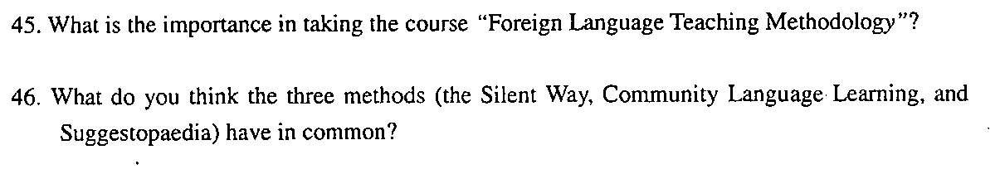 45. What is the importance in taking the course “Foreign Language Teaching Methodology”?
46. What do you think the three methods (the Silent Way, Community Language Learning, and
Suggestopaedia) have in common?